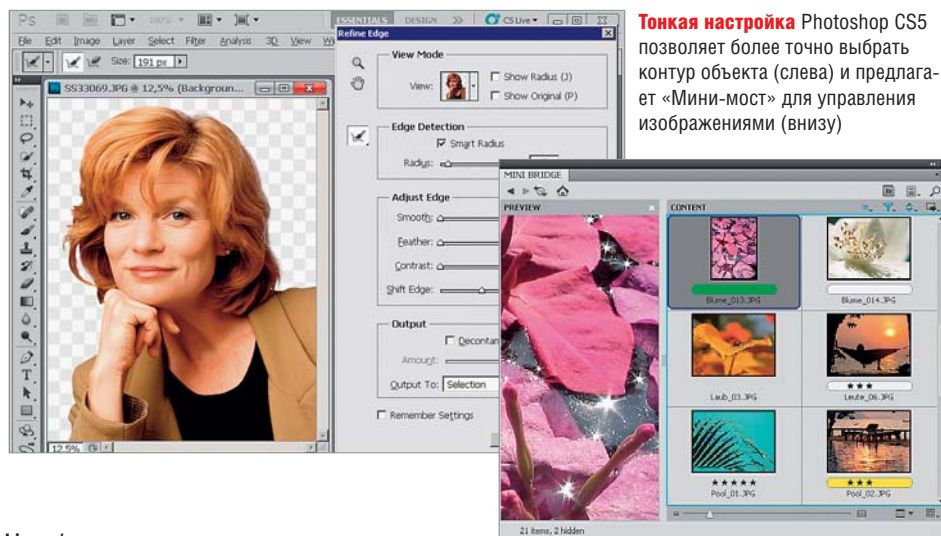 Ps 100% ESSENTIALS DESIGN CS Live
File Edit Image Layer Select Filter Analysis 3D View
Size: 191 px
SS33069.JPG @ 12,5% (Backgroun...
12.5%
Refine Edge
View Mode
View:
Show Radius (J)
Show Original (P)
Edge Detection
Smart Radius
Radius:
Adjust Edge
Smooth:
Feather:
Contrast:
Shift Edge:
Output
Amount:
Output To: Selection
Remember Settings
Тонкая настройка Photoshop CS5
позволяет более точно выбрать
контур объекта (слева) и предлага-
ет «Мини-мост» для управления
изображениями (внизу)
MINI BRIDGE
PREVIEW
CONTENT
Blume_013.JPG
Blume_014.JPG
Laub_03.JPG
Leute_06.JPG
Pool_01.JPG
Pool_02.JPG
21 items, 2 hidden